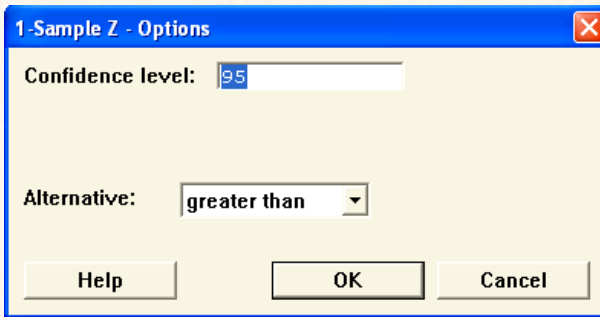 1-Sample Z - Options
Confidence level: 95
Alternative: greater than
Help OK Cancel